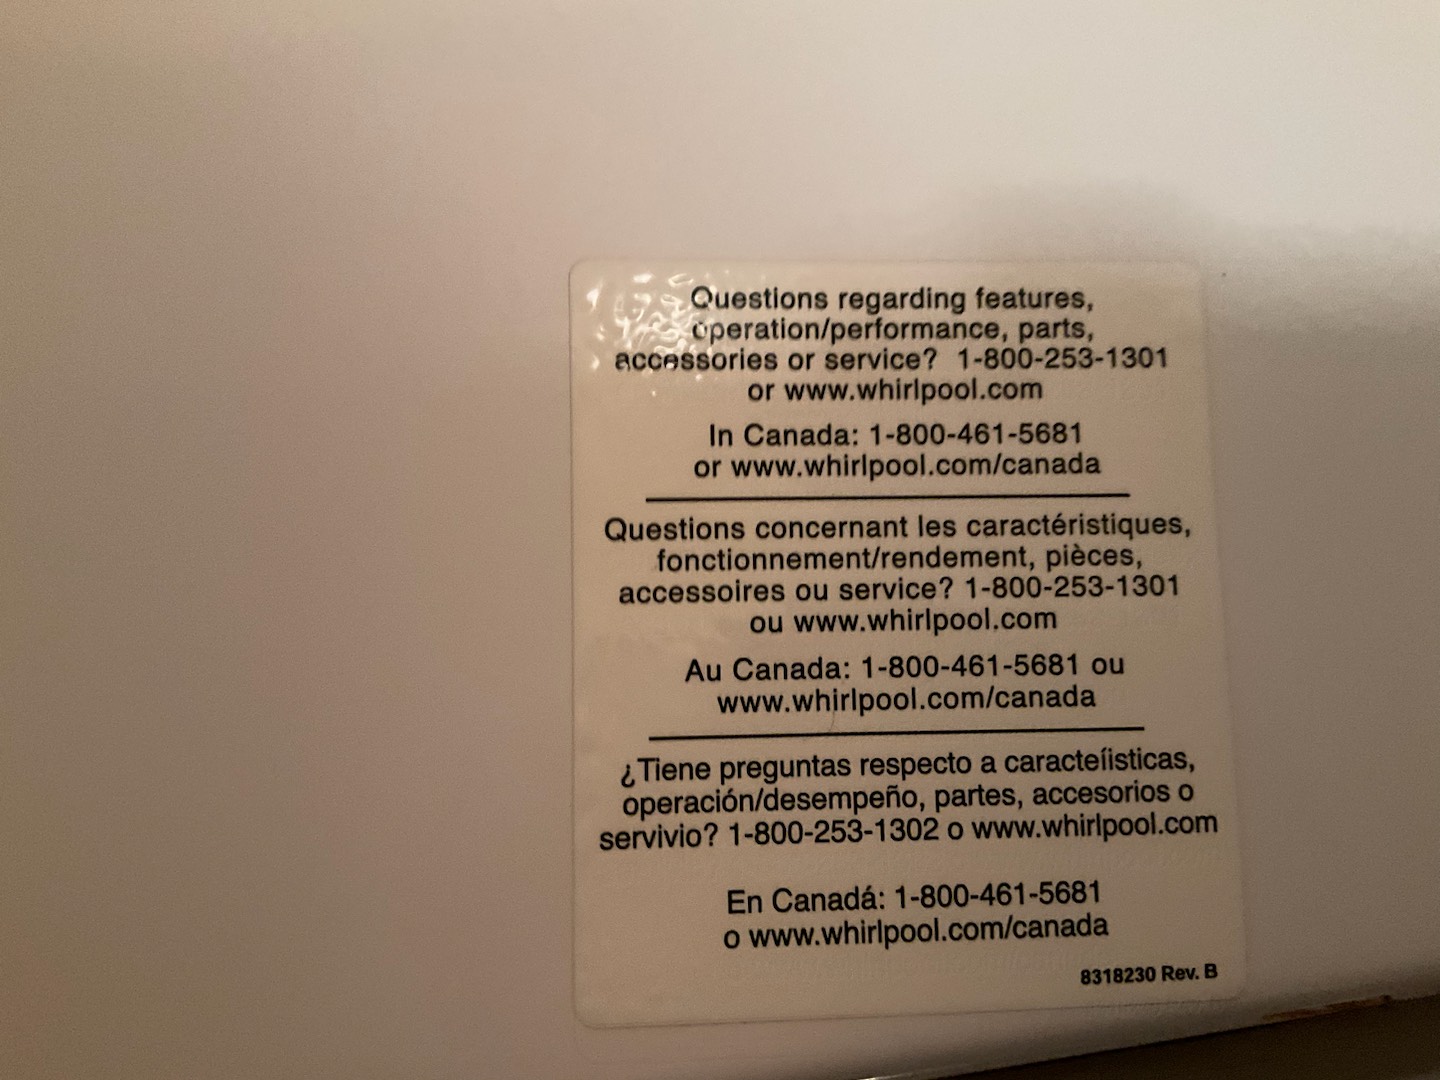 Questions regarding features,
operation/performance, parts,
accessories or service? 1-800-253-1301
or www.whirlpool.com
In Canada: 1-800-461-5681
or www.whirlpool.com/canada
Questions concernant les caractéristiques,
fonctionnement/rendement, pièces,
accessoires ou service? 1-800-253-1301
ou www.whirlpool.com
Au Canada: 1-800-461-5681 ou
www.whirlpool.com/canada
¿Tiene preguntas respecto a caracteíisticas,
operación/desempeño, partes, accesorios o
servivio? 1-800-253-1302 o www.whirlpool.com
En Canadá: 1-800-461-5681
o www.whirlpool.com/canada
8318230 Rev. B